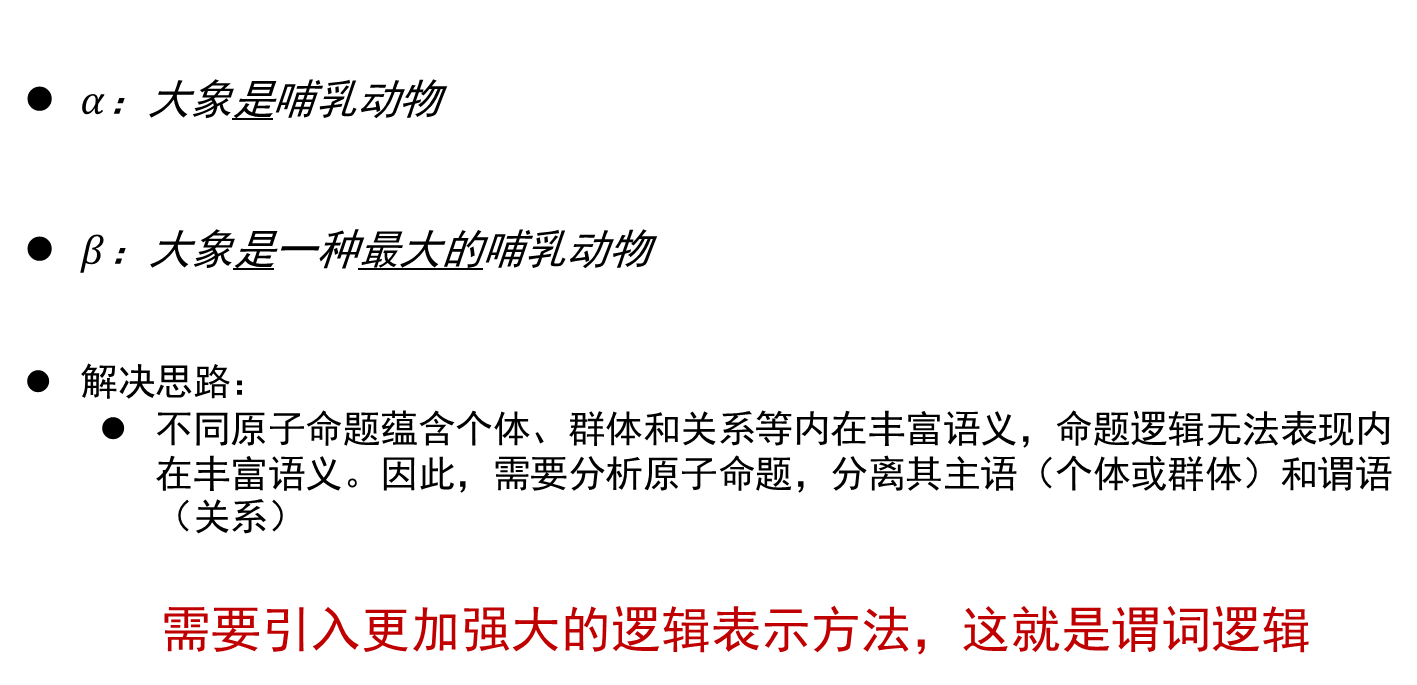 ● α：大象是哺乳动物
● β：大象是一种最大的哺乳动物
● 解决思路：
● 不同原子命题蕴含个体、群体和关系等内在丰富语义，命题逻辑无法表现内
在丰富语义。因此，需要分析原子命题，分离其主语（个体或群体）和谓语
（关系）
需要引入更加强大的逻辑表示方法，这就是谓词逻辑